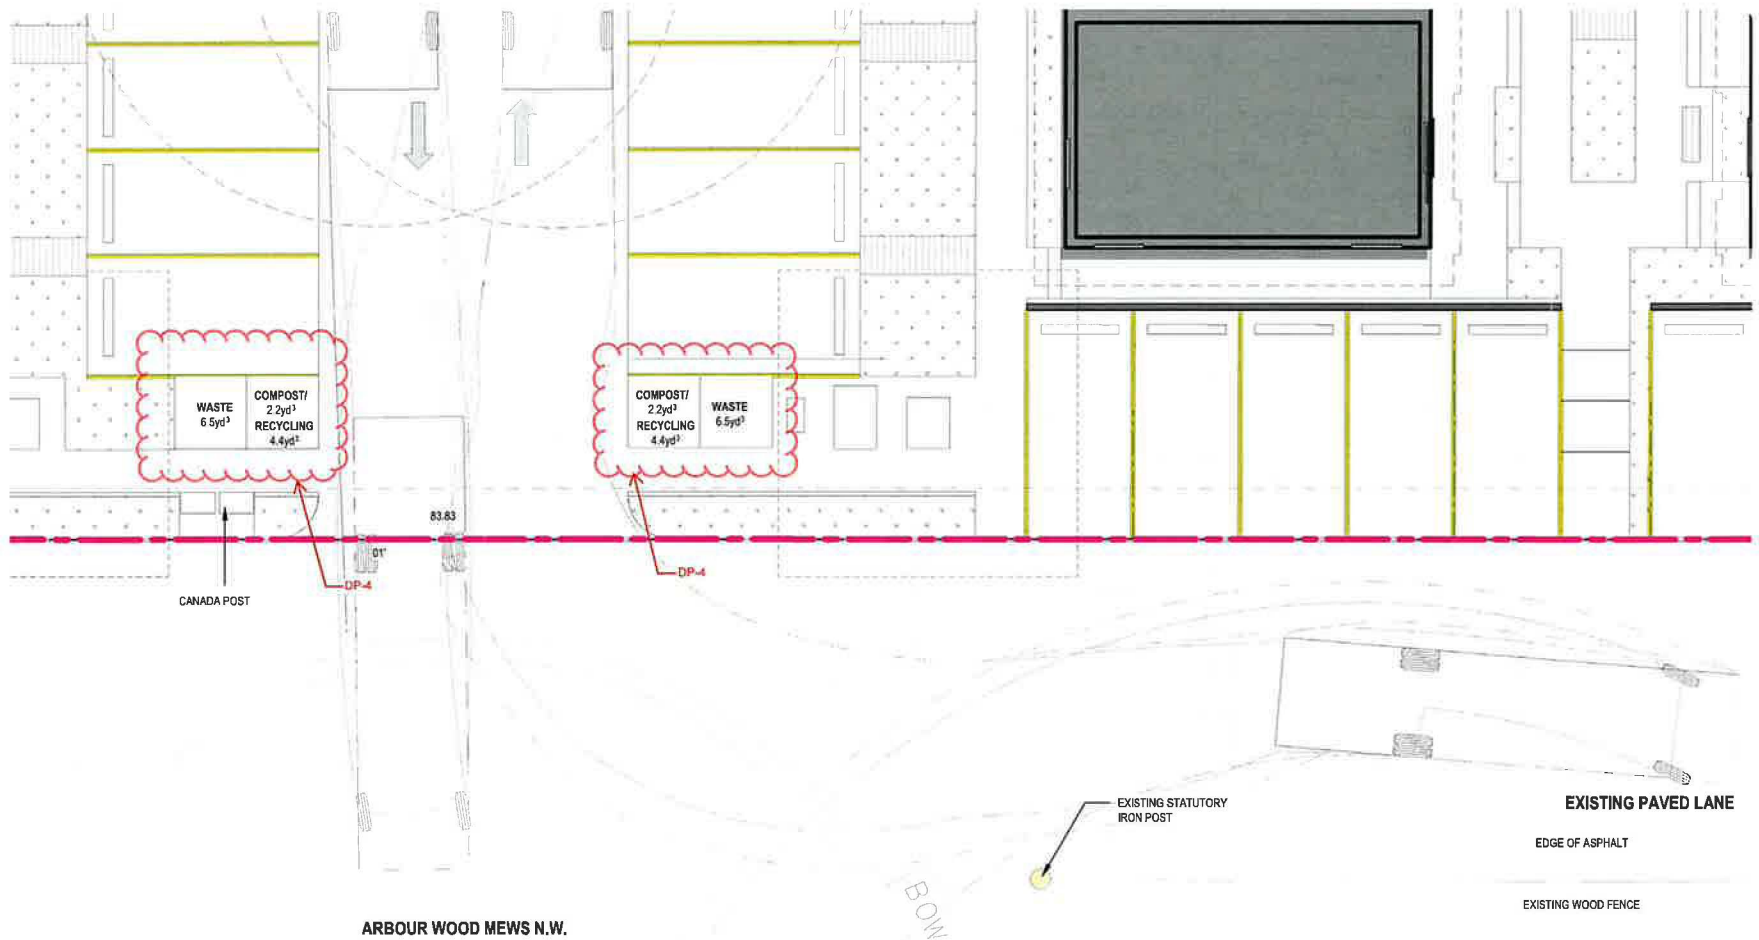 WASTE
6.5yd³
COMPOST/
2.2yd³
RECYCLING
4.4yd³
COMPOST/
2.2yd³
RECYCLING
4.4yd³
WASTE
6.5yd³
83.83
01'
DP-4
DP-4
CANADA POST
EXISTING STATUTORY
IRON POST
EXISTING PAVED LANE
EDGE OF ASPHALT
BOW
EXISTING WOOD FENCE
ARBOUR WOOD MEWS N.W.